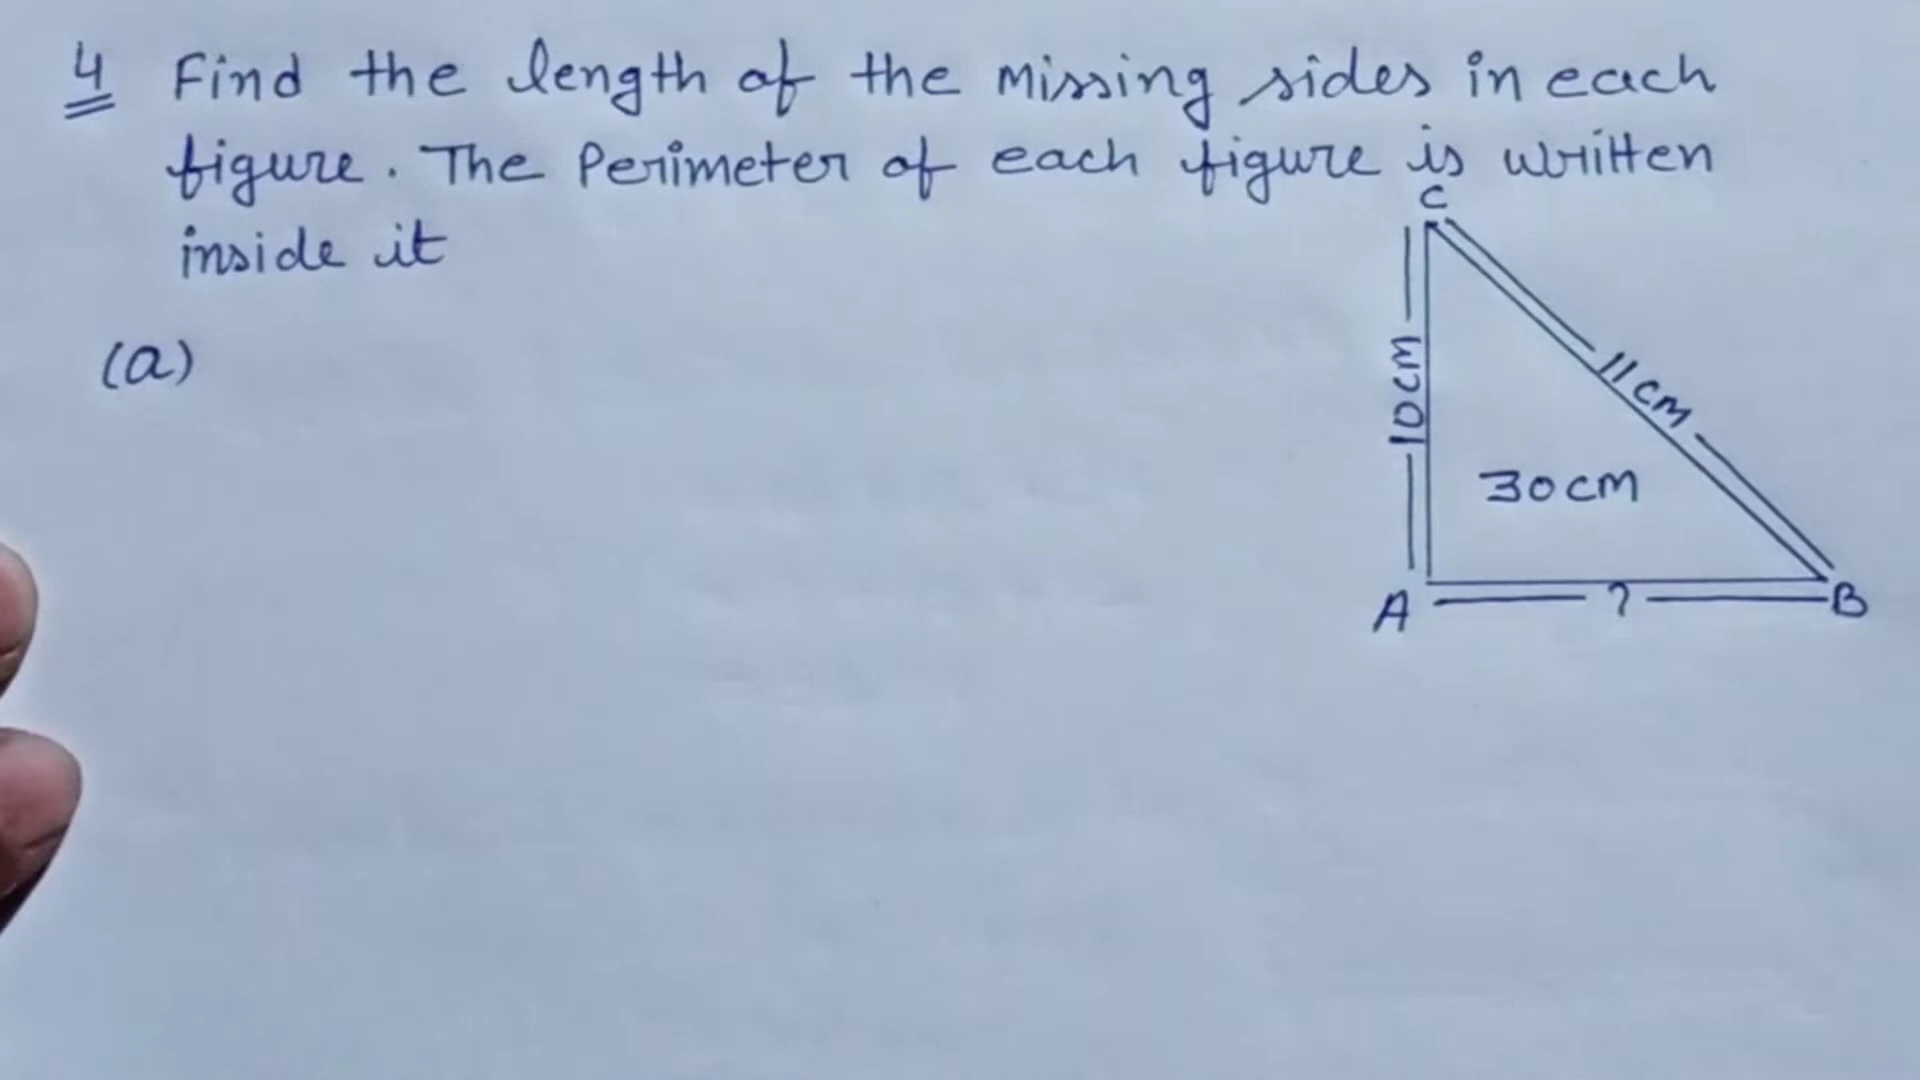 4 Find the length of the missing sides in each
figure. The Perimeter of each figure is written
inside it
(a)
C
10cm
11cm
30cm
A
?
B